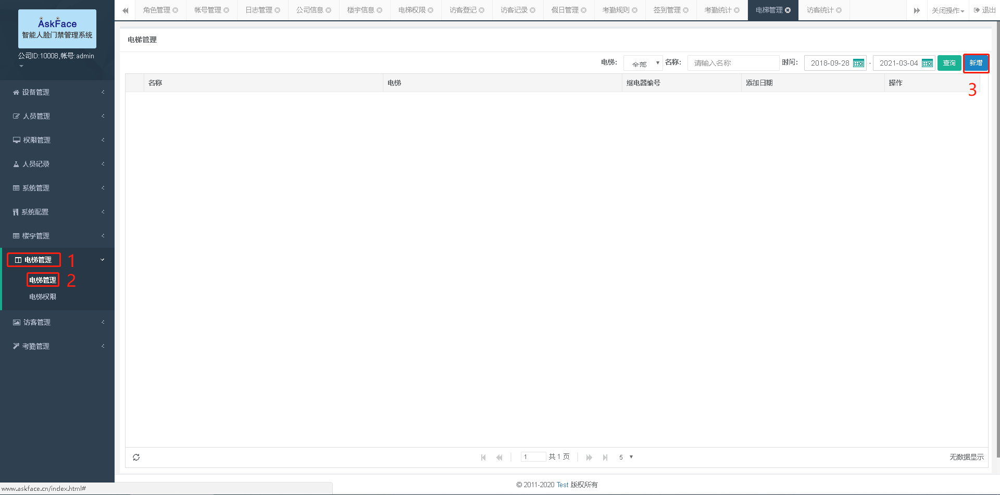 AskFace
智能人脸门禁管理系统
公司ID:10008,帐号:admin
设备管理
人员管理
权限管理
人员记录
系统管理
系统配置
楼宇管理
电梯管理 1
电梯管理 2
电梯权限
访客管理
考勤管理
www.askface.cn/index.html#
角色管理 帐号管理 日志管理 公司信息 楼宇信息 电梯权限 访客登记 访客记录 假日管理 考勤规则 签到管理 考勤统计 电梯管理 访客统计 关闭操作 退出
电梯管理
电梯: 全部 名称: 请输入名称 时间: 2018-09-28 - 2021-03-04 查询 新增
名称 电梯 继电器编号 添加日期 操作
3
1 共 1 页 5 无数据显示
© 2011-2020 Test 版权所有